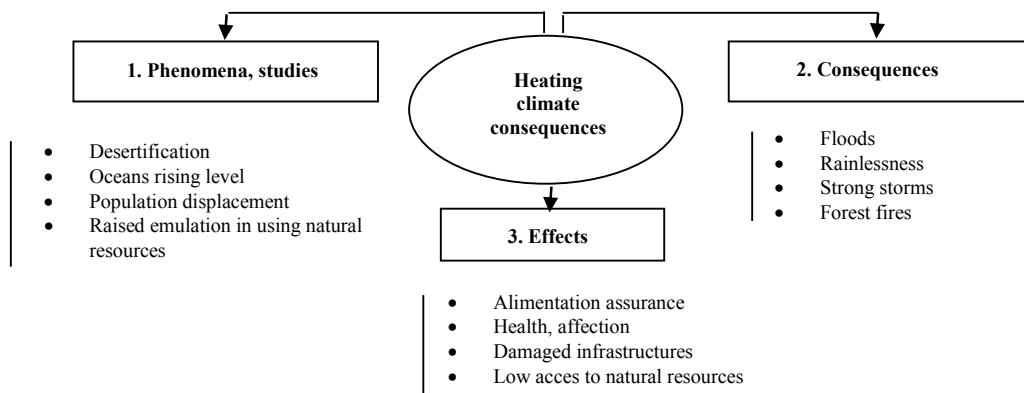 1. Phenomena, studies
• Desertification
• Oceans rising level
• Population displacement
• Raised emulation in using natural
resources
Heating
climate
consequences
2. Consequences
• Floods
• Rainlessness
• Strong storms
• Forest fires
3. Effects
• Alimentation assurance
• Health, affection
• Damaged infrastructures
• Low acces to natural resources